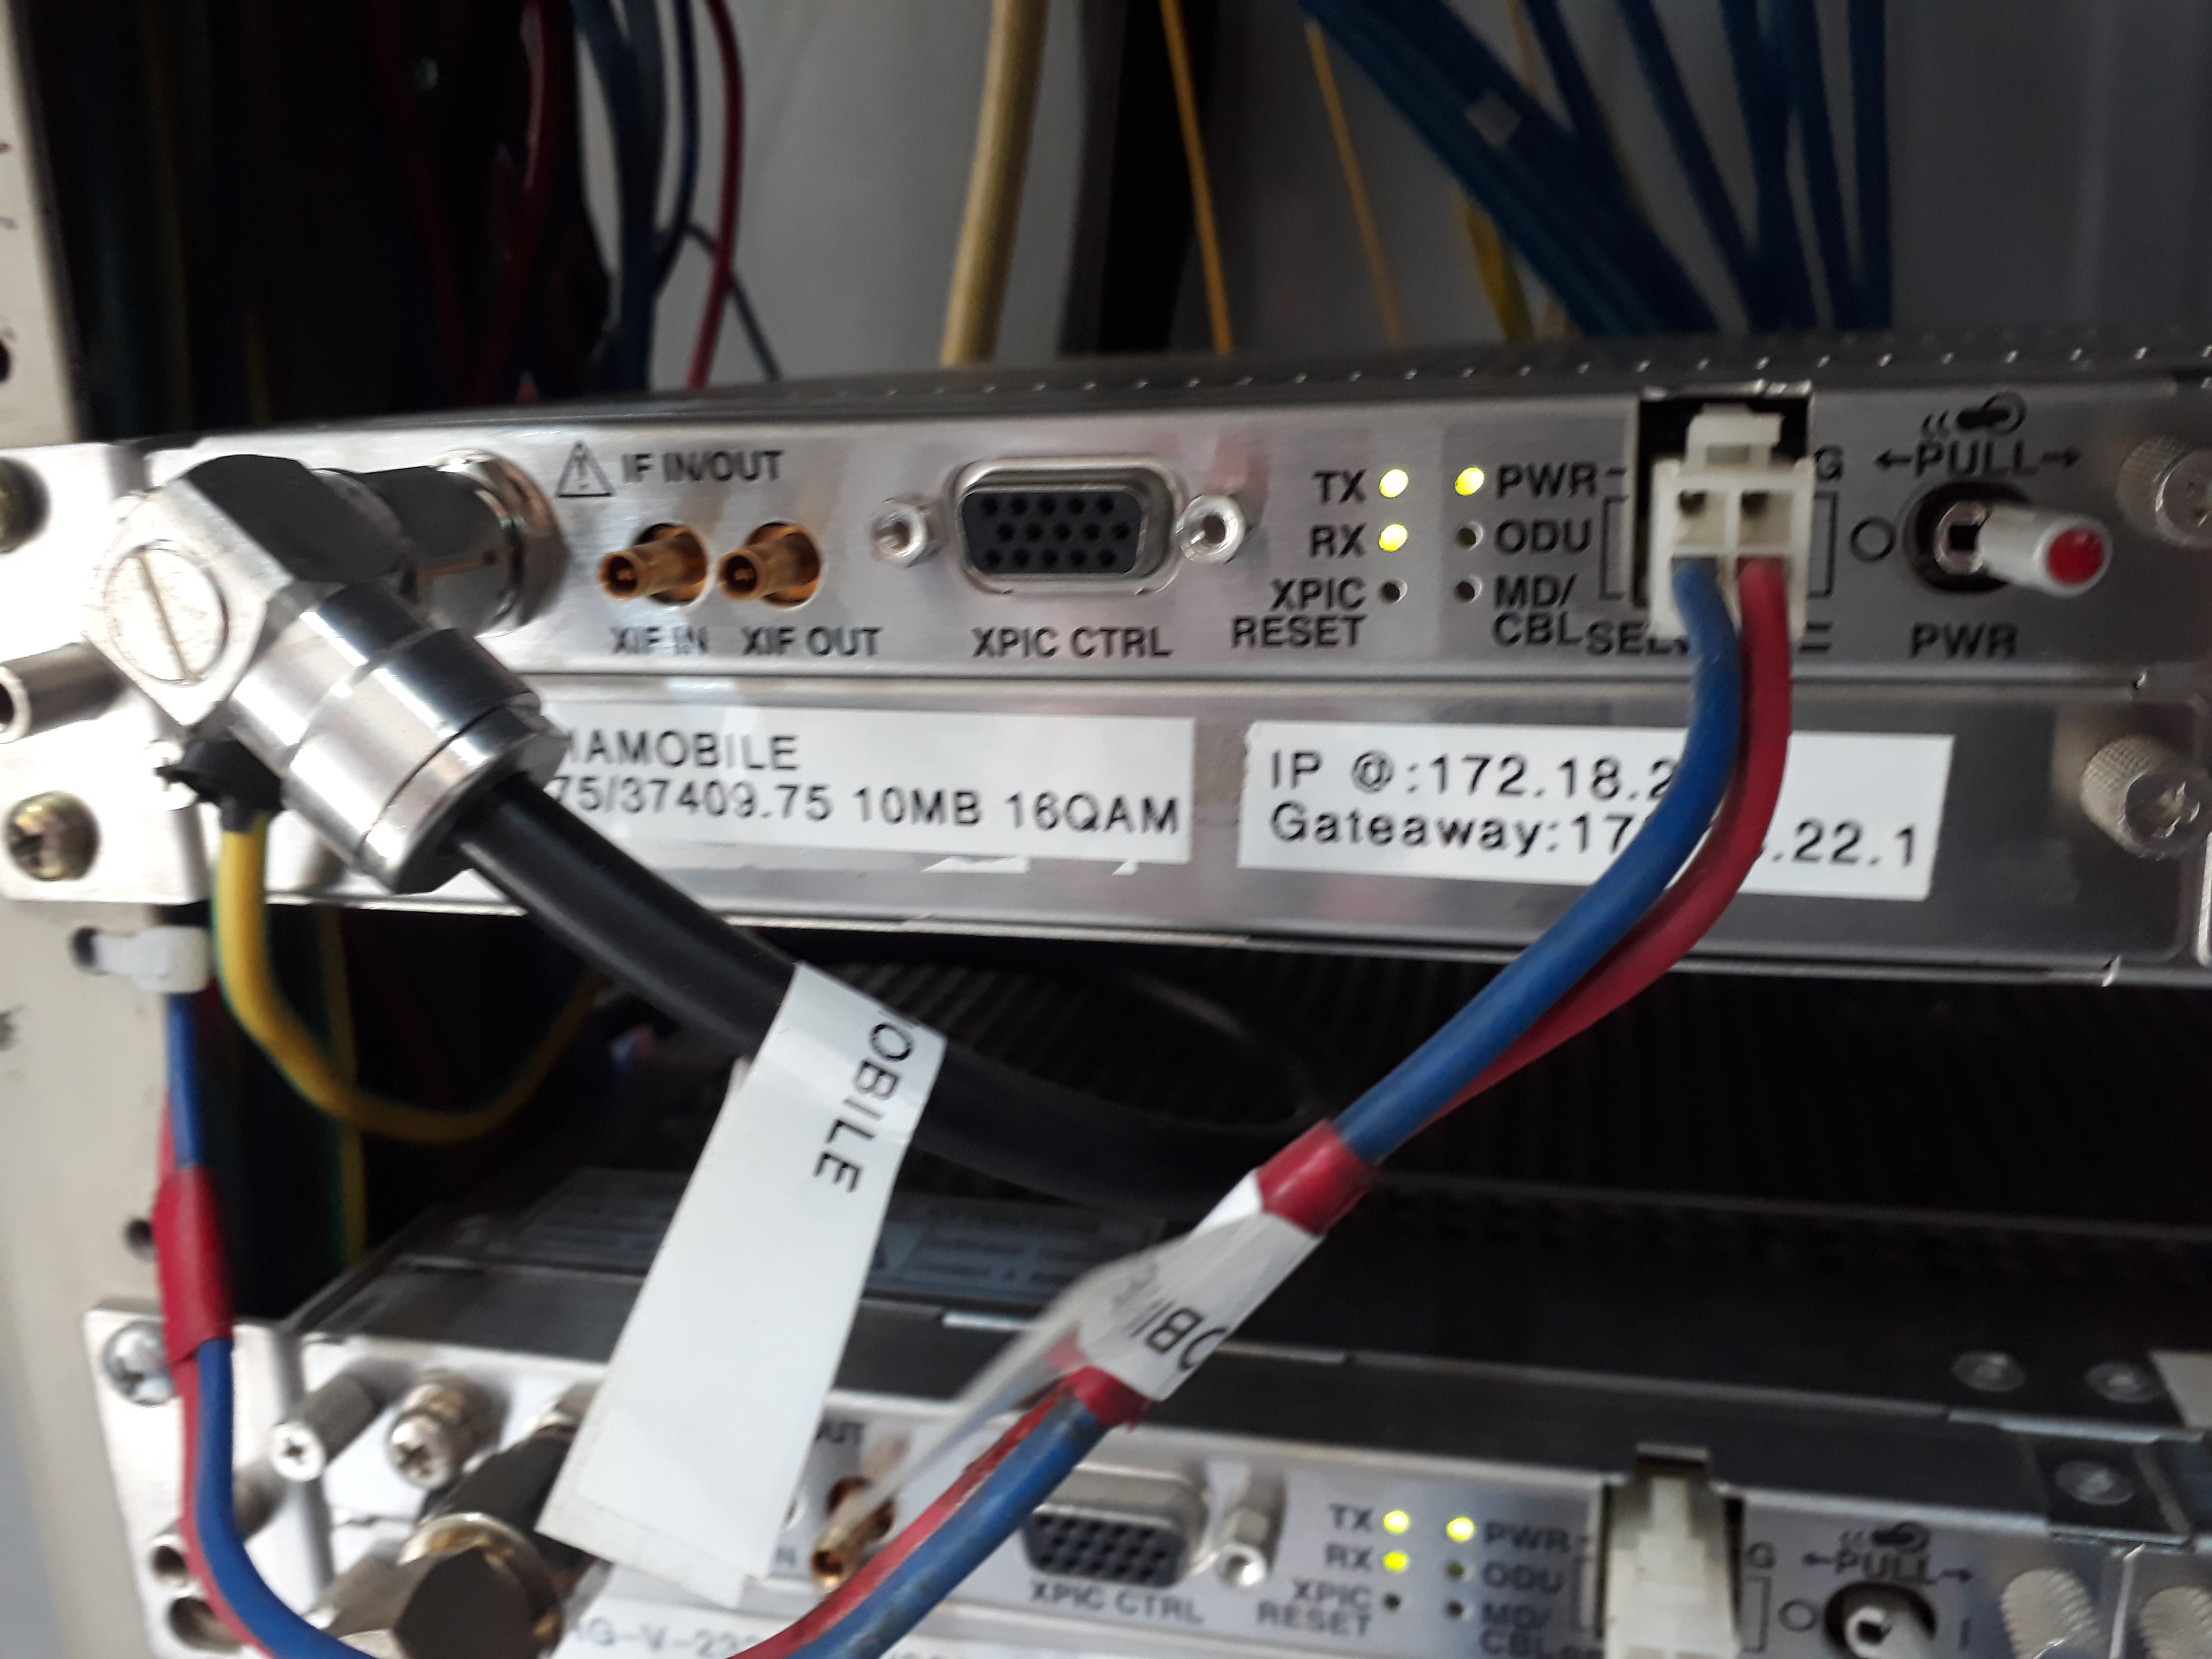 IF IN/OUT
XIF IN
XIF OUT
XPIC CTRL
TX
RX
XPIC
RESET
PWR
ODU
MD/
CBL
G
←PULL→
PWR
HAMOBILE
75/37409.75 10MB 16QAM
IP @:172.18.2
Gateaway:17 .22.1
OBILE
OBI
XPIC CTRL
TX
RX
XPIC
RESET
PWR
ODU
MD/
CBL
G
←PULL→